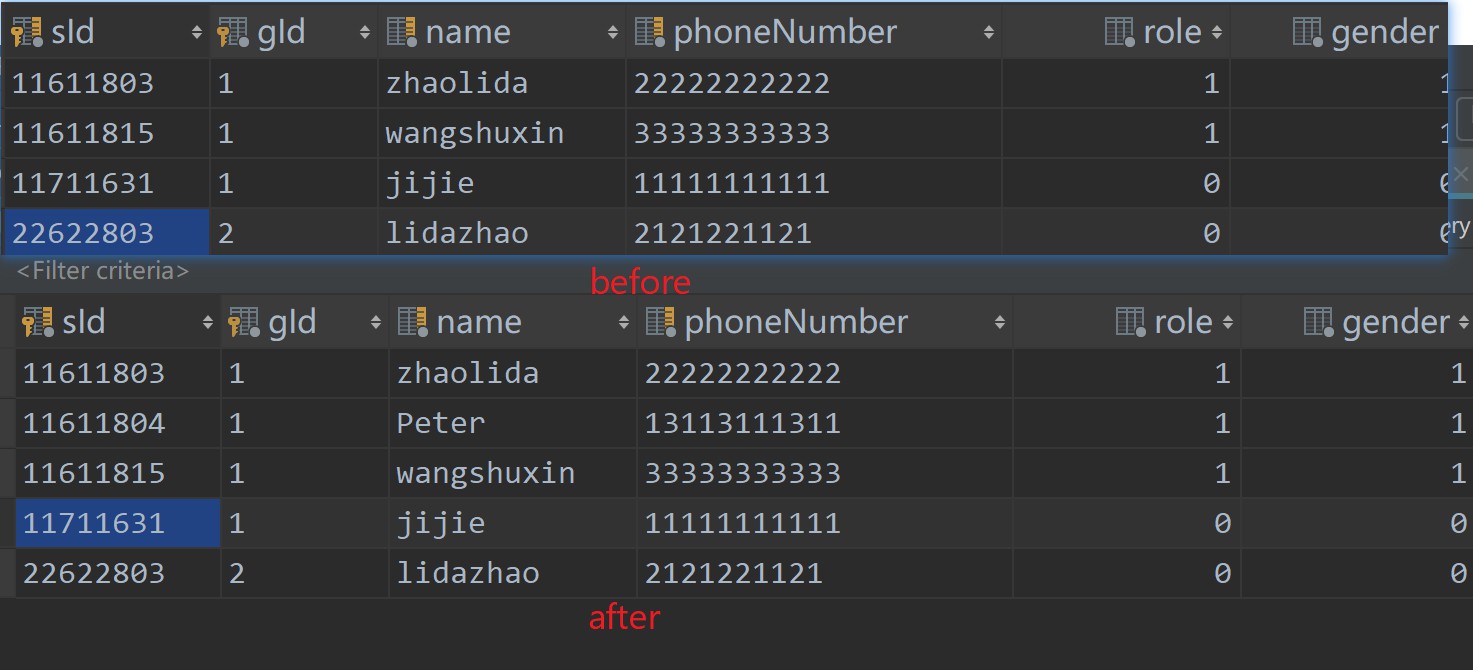 sId gId name phoneNumber role gender
11611803 1 zhaolida 22222222222 1 1
11611815 1 wangshuxin 33333333333 1 1
11711631 1 jijie 11111111111 0 0
22622803 2 lidazhao 2121221121 0 0
ry
<Filter criteria>
before
sId gId name phoneNumber role gender
11611803 1 zhaolida 22222222222 1 1
11611804 1 Peter 13113111311 1 1
11611815 1 wangshuxin 33333333333 1 1
11711631 1 jijie 11111111111 0 0
22622803 2 lidazhao 2121221121 0 0
after